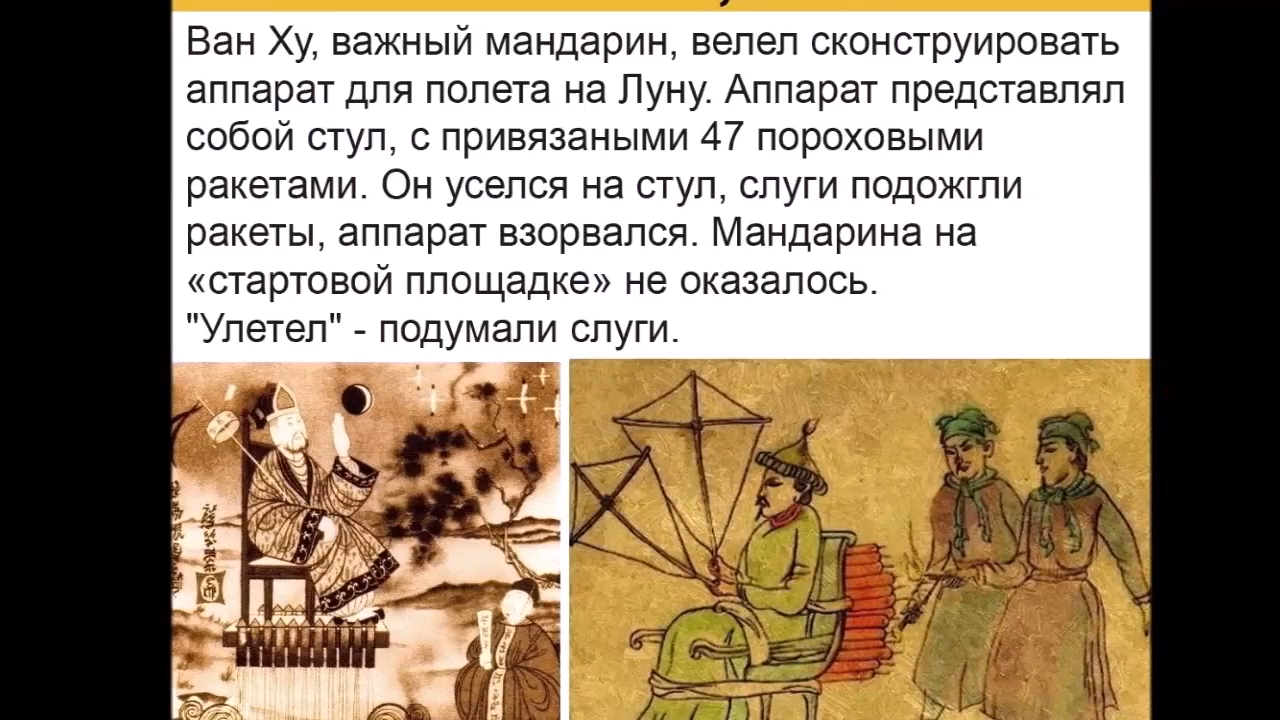 Ван Ху, важный мандарин, велел сконструировать
аппарат для полета на Луну. Аппарат представлял
собой стул, с привязаными 47 пороховыми
ракетами. Он уселся на стул, слуги подожгли
ракеты, аппарат взорвался. Мандарина на
«стартовой площадке» не оказалось.
"Улетел" - подумали слуги.